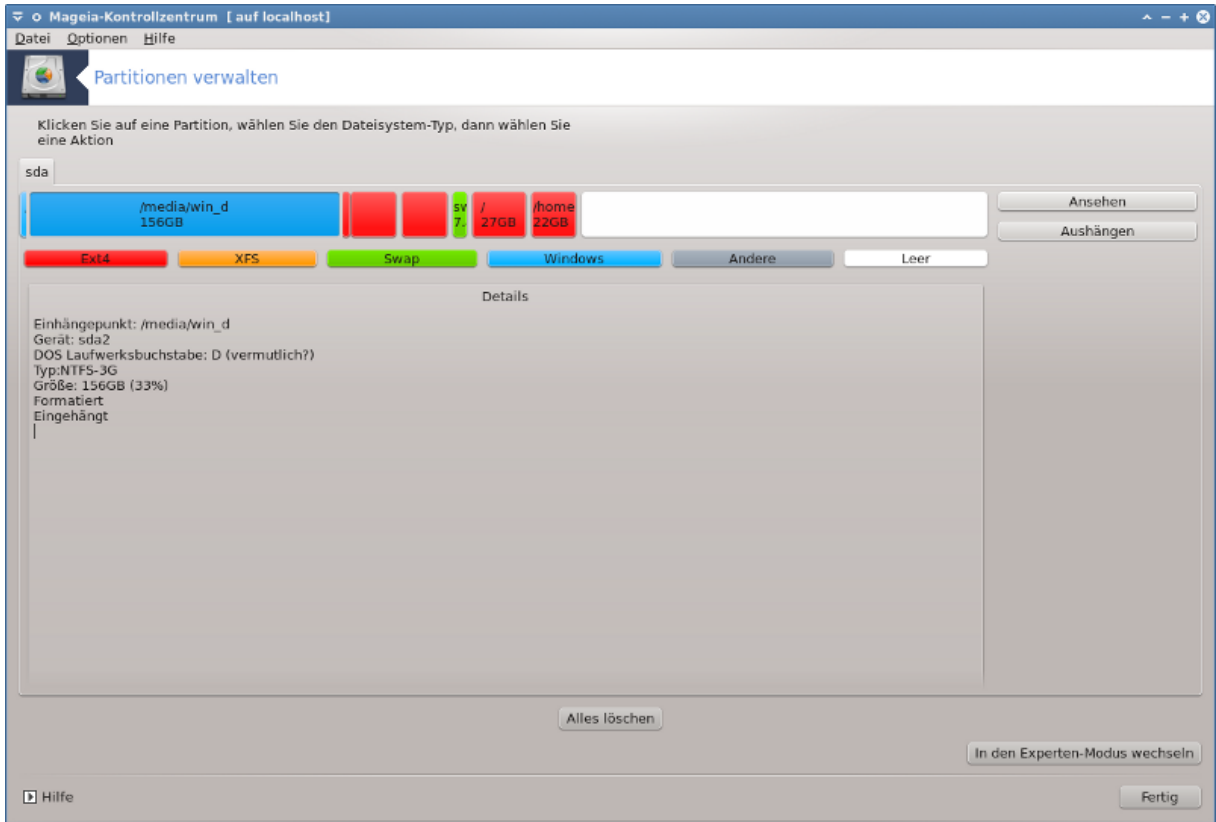 Mageia-Kontrollzentrum [ auf localhost]
Datei Optionen Hilfe
Partitionen verwalten
Klicken Sie auf eine Partition, wählen Sie den Dateisystem-Typ, dann wählen Sie
eine Aktion
sda
/media/win_d
156GB
sv
7.
/
27GB
/home
22GB
Ansehen
Aushängen
Ext4 XFS Swap Windows Andere Leer
Details
Einhängepunkt: /media/win_d
Gerät: sda2
DOS Laufwerksbuchstabe: D (vermutlich?)
Typ:NTFS-3G
Größe: 156GB (33%)
Formatiert
Eingehängt
Alles löschen
In den Experten-Modus wechseln
Hilfe
Fertig